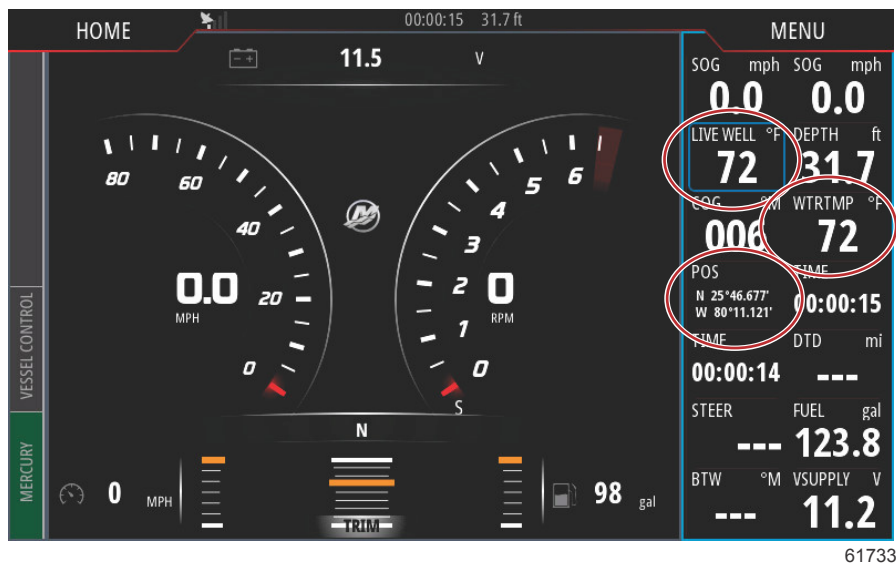 HOME
00:00:15 31.7 ft
MENU
11.5 V
80
60
40
20
0
0.0
MPH
6
5
4
3
2
1
0
0
RPM
S
N
TRIM
0 MPH
98 gal
VESSEL CONTROL
MERCURY
SOG mph SOG mph
0.0 0.0
LIVE WELL °F DEPTH ft
72 31.7
COG °M WTRTMP °F
006 72
POS TIME
N 25°46.677'
W 80°11.121'
00:00:15
TIME DTD mi
00:00:14 ---
STEER FUEL gal
--- 123.8
BTW °M VSUPPLY V
--- 11.2
61733